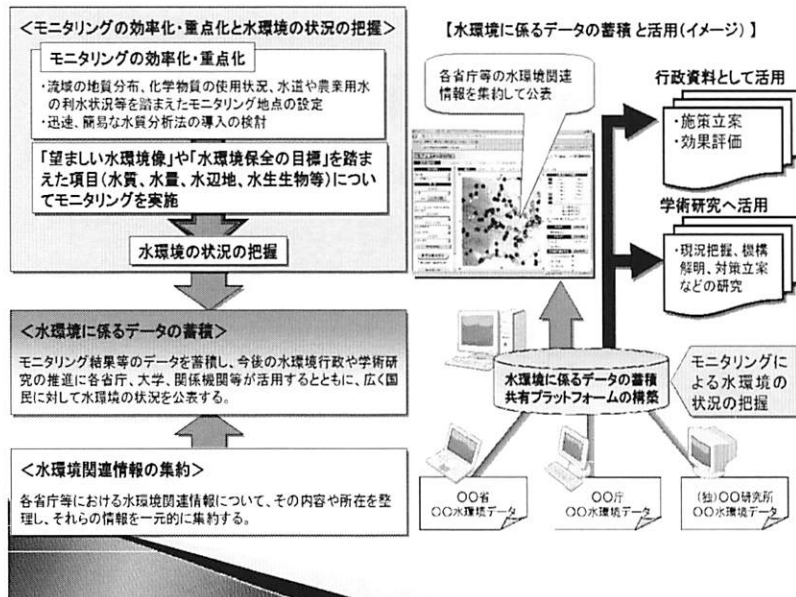 ＜モニタリングの効率化・重点化と水環境の状況の把握＞
モニタリングの効率化・重点化
・流域の地質分布、化学物質の使用状況、水道や農業用水
の利水状況等を踏まえたモニタリング地点の設定
・迅速、簡易な水質分析法の導入の検討
「望ましい水環境像」や「水環境保全の目標」を踏ま
えた項目(水質、水量、水辺地、水生生物等)につい
てモニタリングを実施
水環境の状況の把握
＜水環境に係るデータの蓄積＞
モニタリング結果等のデータを蓄積し、今後の水環境行政や学術研
究の推進に各省庁、大学、関係機関等が活用するとともに、広く国
民に対して水環境の状況を公表する。
＜水環境関連情報の集約＞
各省庁等における水環境関連情報について、その内容や所在を整
理し、それらの情報を一元的に集約する。
【水環境に係るデータの蓄積と活用(イメージ)】
各省庁等の水環境関連
情報を集約して公表
行政資料として活用
・施策立案
・効果評価
学術研究へ活用
・現況把握、機構
解明、対策立案
などの研究
水環境に係るデータの蓄積
共有プラットフォームの構築
モニタリングに
よる水環境の
状況の把握
〇〇省
〇〇水環境データ
〇〇庁
〇〇水環境データ
(独)〇〇研究所
〇〇水環境データ